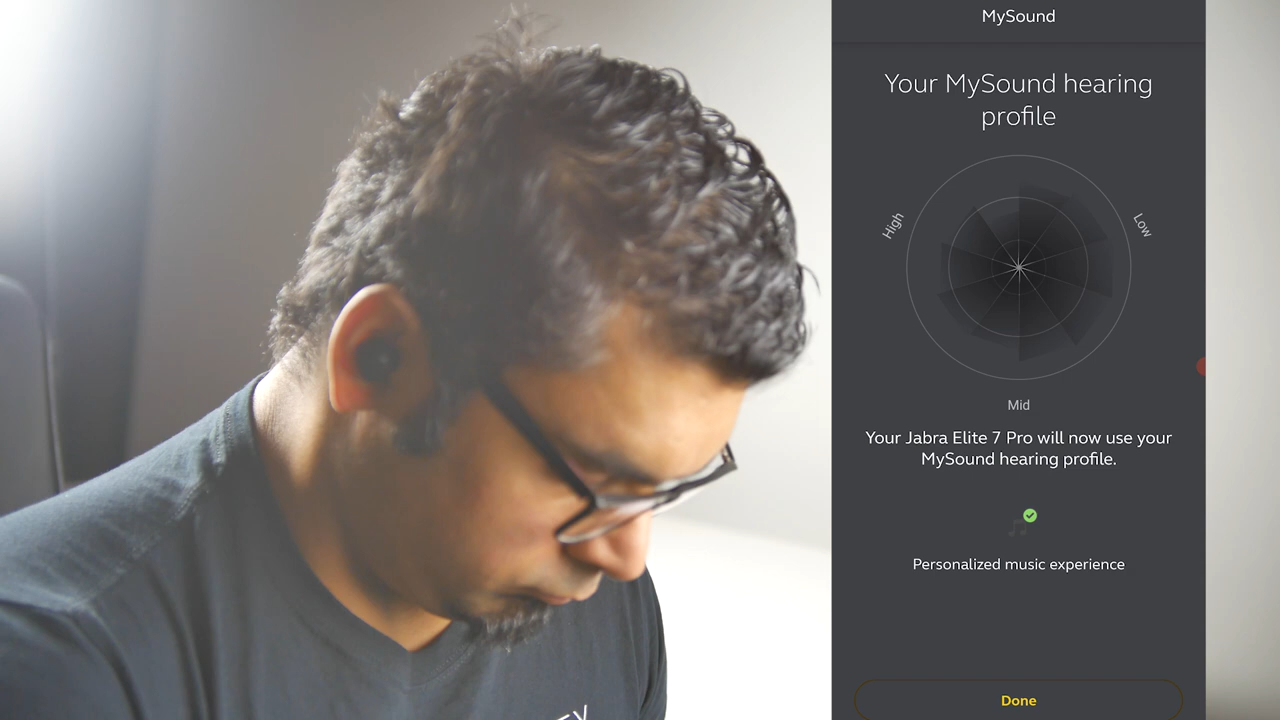 MySound
Your MySound hearing
profile
High
Low
Mid
Your Jabra Elite 7 Pro will now use your
MySound hearing profile.
Personalized music experience
Done